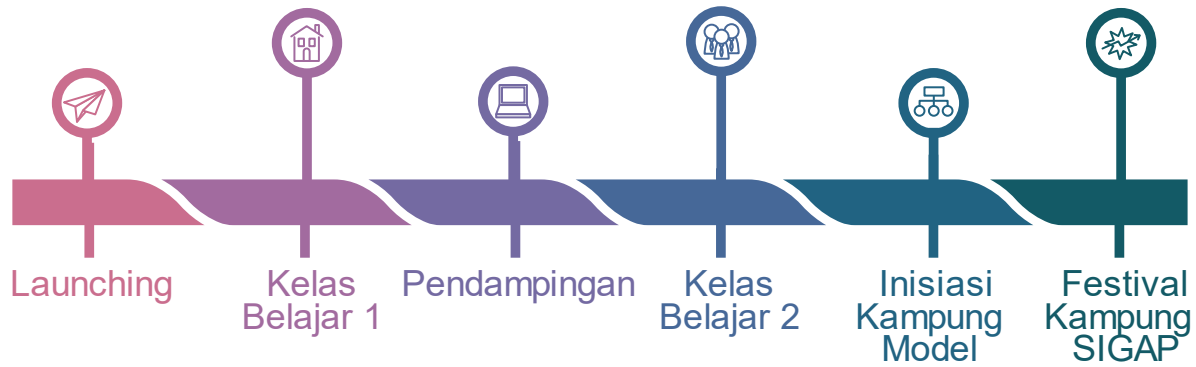 Launching
Kelas
Belajar 1
Pendampingan
Kelas
Belajar 2
Inisiasi
Kampung
Model
Festival
Kampung
SIGAP